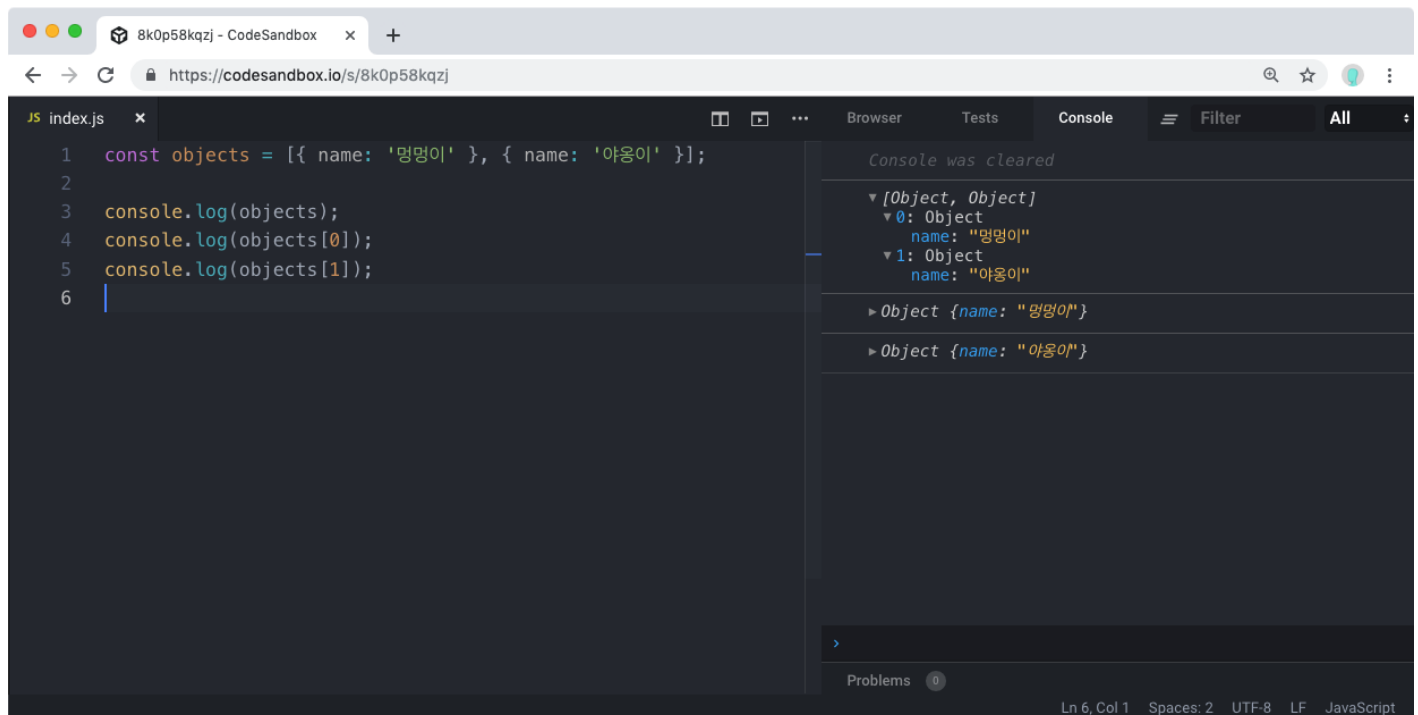 8k0p58kqzj - CodeSandbox
https://codesandbox.io/s/8k0p58kqzj
JS index.js
1 const objects = [{ name: '멍멍이' }, { name: '야옹이' }];
2
3 console.log(objects);
4 console.log(objects[0]);
5 console.log(objects[1]);
6
Browser Tests Console Filter All
Console was cleared
[Object, Object]
0: Object
name: "멍멍이"
1: Object
name: "야옹이"
Object {name: "멍멍이"}
Object {name: "야옹이"}
Problems 0
Ln 6, Col 1 Spaces: 2 UTF-8 LF JavaScript